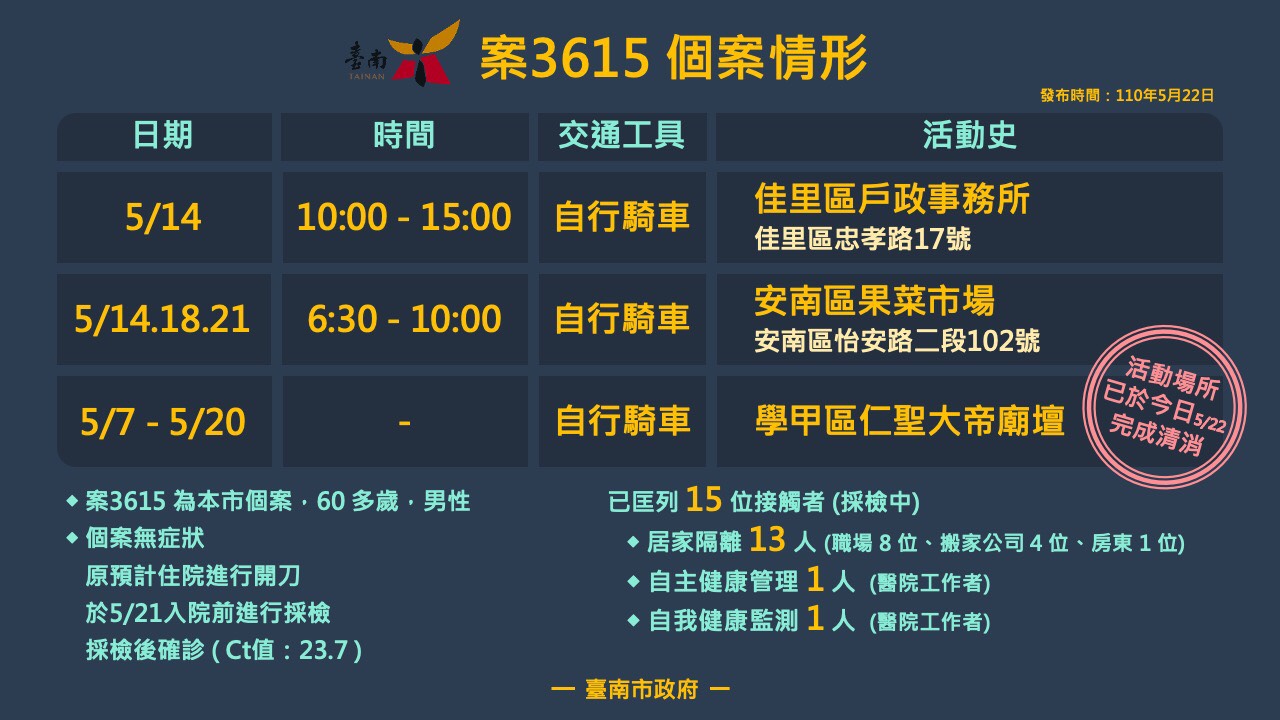 臺南
TAINAN
案3615 個案情形
發布時間：110年5月22日
日期 時間 交通工具 活動史
5/14 10:00 - 15:00 自行騎車 佳里區戶政事務所
佳里區忠孝路17號
5/14.18.21 6:30 - 10:00 自行騎車 安南區果菜市場
安南區怡安路二段102號
5/7 - 5/20 - 自行騎車 學甲區仁聖大帝廟壇
活動場所
已於今日5/22
完成清消
◆ 案3615 為本市個案，60 多歲，男性
◆ 個案無症狀
原預計住院進行開刀
於5/21入院前進行採檢
採檢後確診 ( Ct值：23.7 )
已匡列 15 位接觸者 (採檢中)
◆ 居家隔離 13 人 (職場 8 位、搬家公司 4 位、房東 1 位)
◆ 自主健康管理 1 人 (醫院工作者)
◆ 自我健康監測 1 人 (醫院工作者)
— 臺南市政府 —